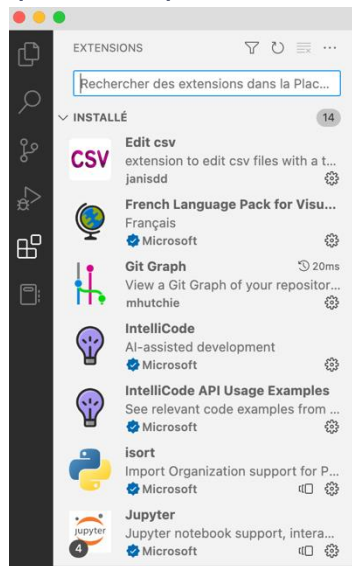 EXTENSIONS
Rechercher des extensions dans la Plac...
INSTALLÉ 14
CSV
Edit csv
extension to edit csv files with a t...
janisdd
French Language Pack for Visu...
Français
Microsoft
Git Graph 20ms
View a Git Graph of your repositor...
mhutchie
IntelliCode
AI-assisted development
Microsoft
IntelliCode API Usage Examples
See relevant code examples from ...
Microsoft
isort
Import Organization support for P...
Microsoft
jupyter
4
Jupyter
Jupyter notebook support, intera...
Microsoft